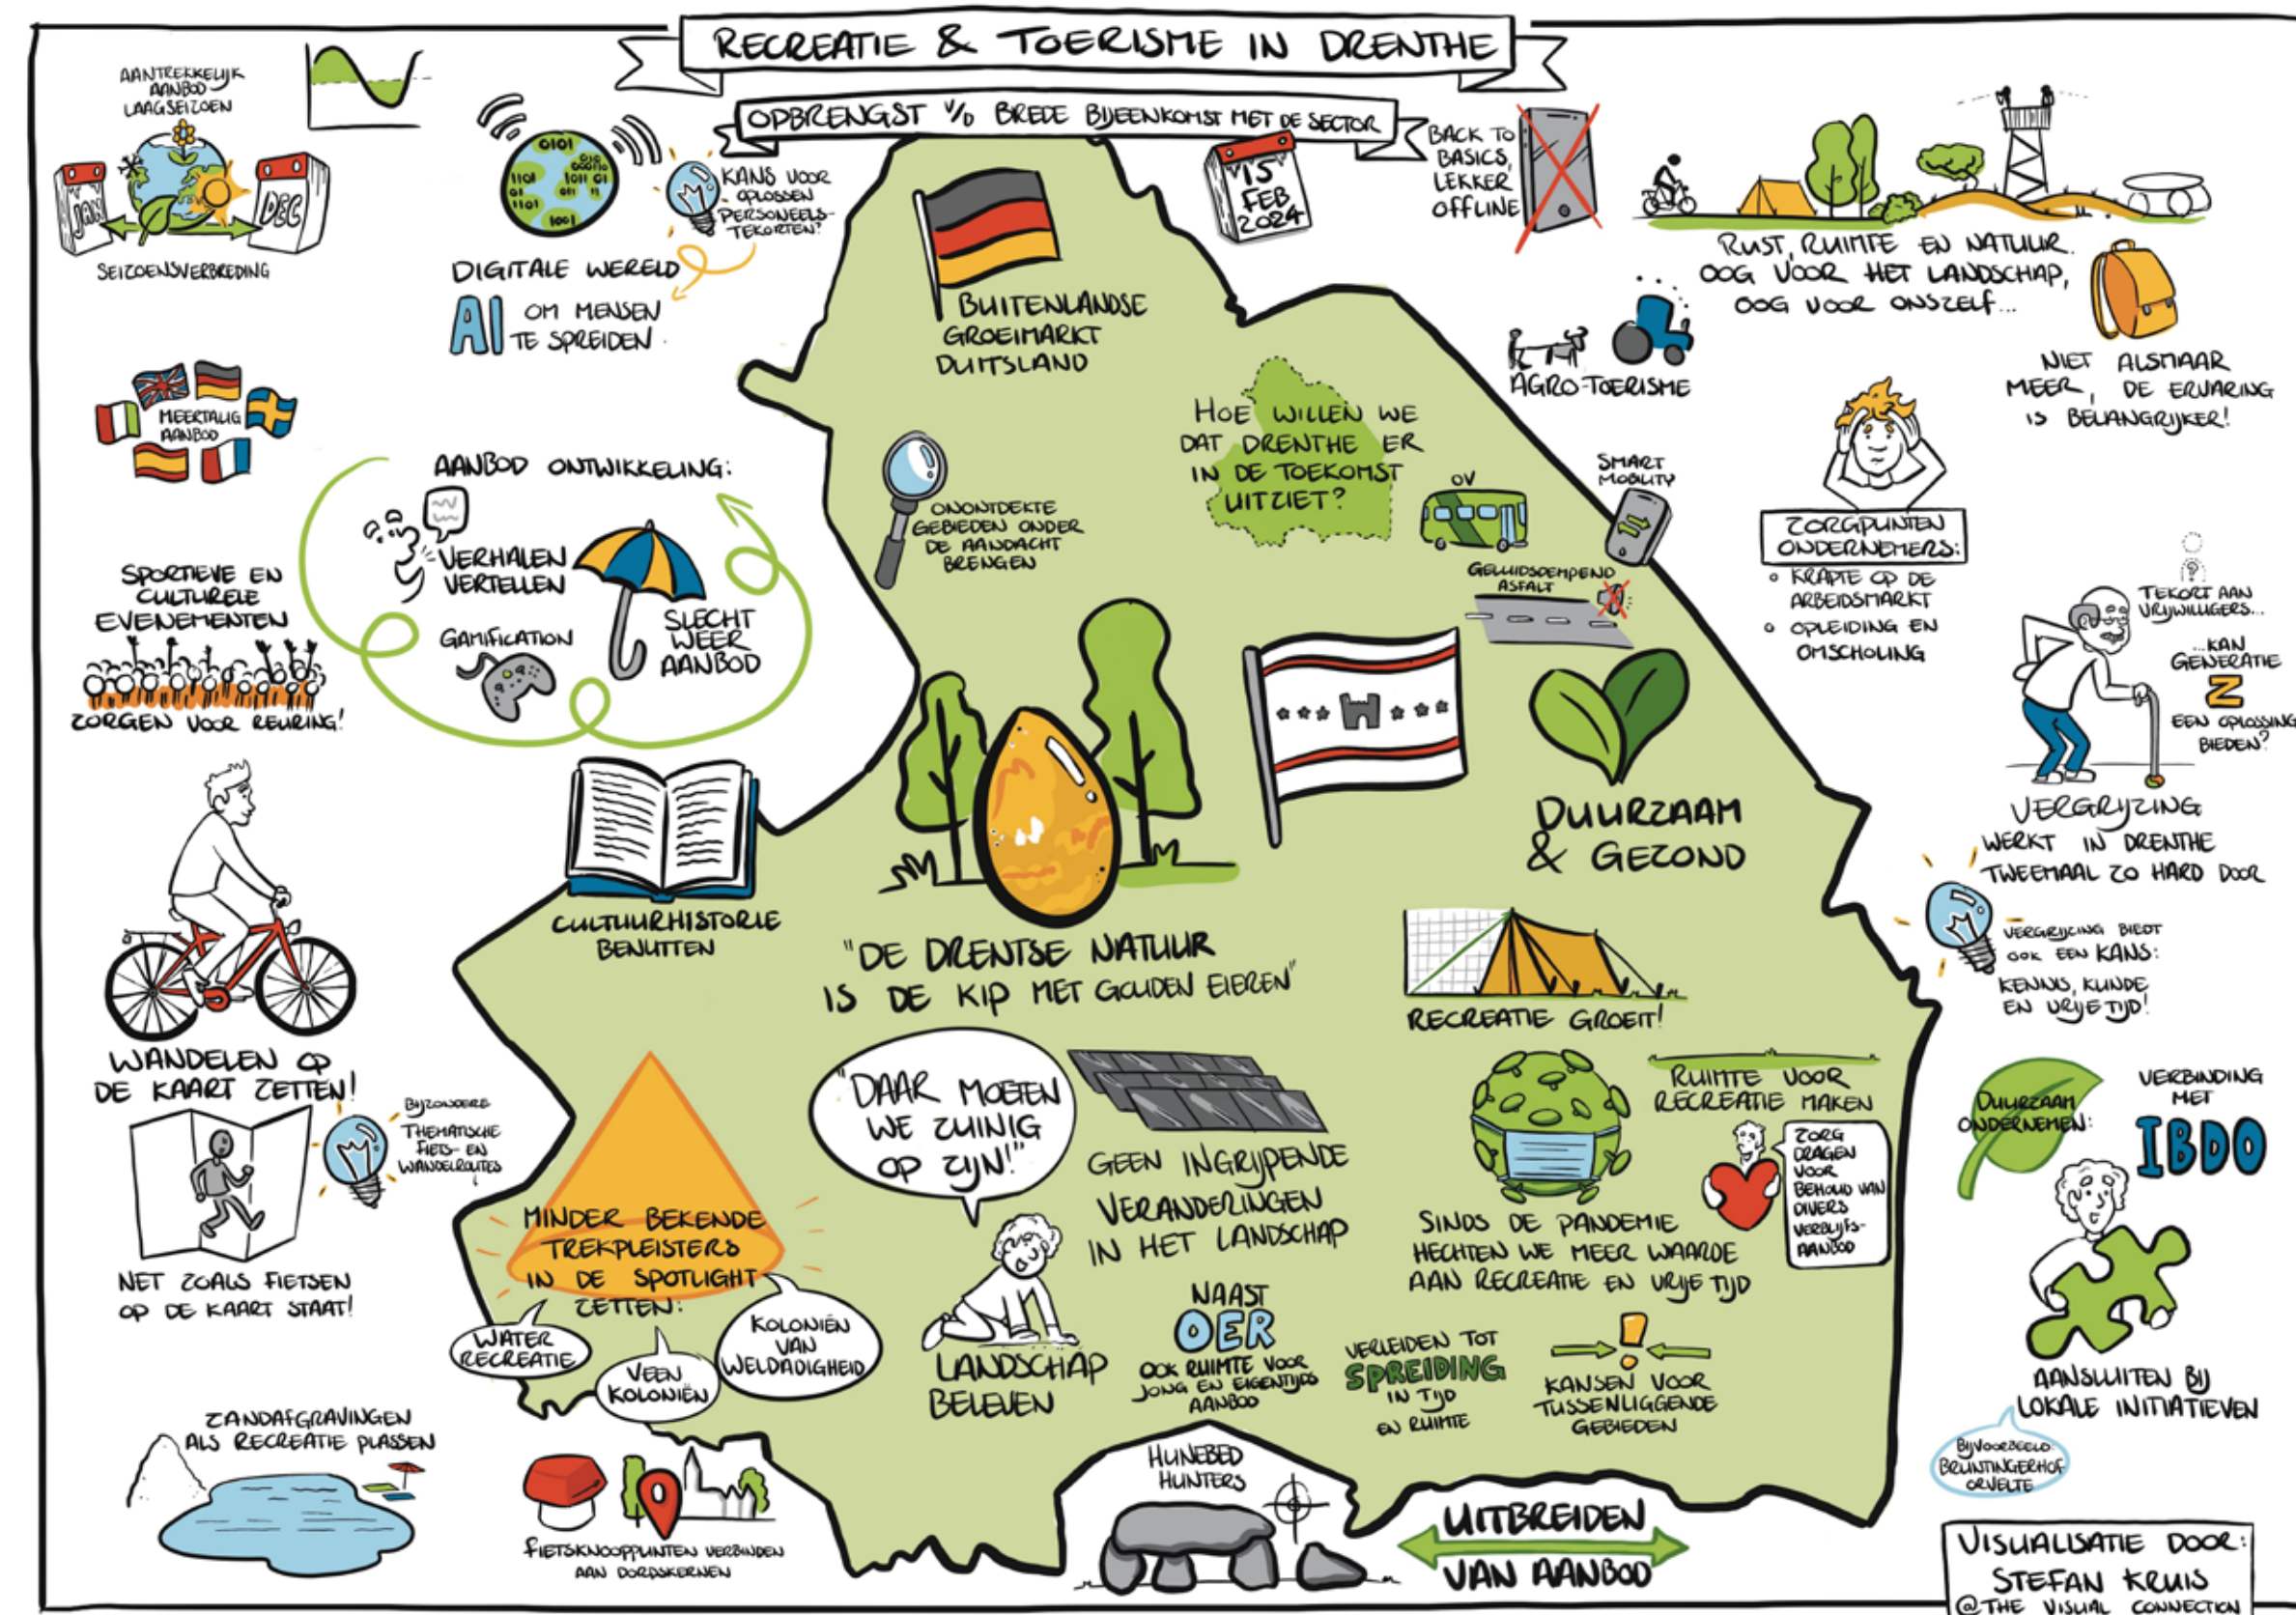 RECREATIE & TOERISME IN DRENTHE
OPBRENGST V/D BREDE BIJEENKOMST MET DE SECTOR
AANTREKKELIJK
AANBOD
LAAGSEIZOEN
JAN
DEC
SEIZOENSVERBREDING
0101
1101
01
1101
1011 01
011 11
1001
KANS VOOR
OPLOSSEN
PERSONEELS-
TEKORTEN?
DIGITALE WERELD
AI OM MENSEN
TE SPREIDEN
BUITENLANDSE
GROEIMARKT
DUITSLAND
15
FEB
2024
BACK TO
BASICS,
LEKKER
OFFLINE
RUST, RUIMTE EN NATUUR.
OOG VOOR HET LANDSCHAP,
OOG VOOR ONSZELF...
AGRO-TOERISME
NIET ALSMAAR
MEER, DE ERVARING
IS BELANGRIJKER!
MEERTALIG
AANBOD
AANBOD ONTWIKKELING:
VERHALEN
VERTELLEN
GAMIFICATION
SLECHT
WEER
AANBOD
SPORTIEVE EN
CULTURELE
EVENEMENTEN
ZORGEN VOOR REURING!
ONONTDEKTE
GEBIEDEN ONDER
DE AANDACHT
BRENGEN
HOE WILLEN WE
DAT DRENTHE ER
IN DE TOEKOMST
UITZIET?
OV
SMART
MOBILITY
GELUIDSDEMPEND
ASFALT
ZORGPUNTEN
ONDERNEMERS:
KRAPTE OP DE
ARBEIDSMARKT
OPLEIDING EN
OMSCHOLING
?
TEKORT AAN
VRIJWILLIGERS...
...KAN
GENERATIE
Z
EEN OPLOSSING
BIEDEN?
VERGRIJZING
WERKT IN DRENTHE
TWEEMAAL ZO HARD DOOR
VERGRIJZING BIEDT
OOK EEN KANS:
KENNIS, KUNDE
EN VRIJE TIJD!
CULTUURHISTORIE
BENUTTEN
"DE DRENTSE NATUUR
IS DE KIP MET GOUDEN EIEREN"
DUURZAAM
& GEZOND
RECREATIE GROEIT!
WANDELEN OP
DE KAART ZETTEN!
BIJZONDERE
THEMATISCHE
FIETS- EN
WANDELROUTES
NET ZOALS FIETSEN
OP DE KAART STAAT!
MINDER BEKENDE
TREKPLEISTERS
IN DE SPOTLIGHT
ZETTEN:
WATER
RECREATIE
VEEN
KOLONIËN
KOLONIËN
VAN
WELDADIGHEID
"DAAR MOETEN
WE ZUINIG
OP ZIJN!"
LANDSCHAP
BELEVEN
GEEN INGRIJPENDE
VERANDERINGEN
IN HET LANDSCHAP
NAAST
OER
OOK RUIMTE VOOR
JONG EN EIGENTIJDS
AANBOD
SINDS DE PANDEMIE
HECHTEN WE MEER WAARDE
AAN RECREATIE EN VRIJE TIJD
RUIMTE VOOR
RECREATIE MAKEN
ZORG
DRAGEN
VOOR
BEHOUD VAN
DIVERS
VERBLIJFS-
AANBOD
VERLEIDEN TOT
SPREIDING
IN TIJD
EN RUIMTE
!
KANSEN VOOR
TUSSENLIGGENDE
GEBIEDEN
DUURZAAM
ONDERNEMEN:
VERBINDING
MET
IBDO
AANSLUITEN BIJ
LOKALE INITIATIEVEN
BIJVOORBEELD:
BRUNTINGERHOF
ORVELTE
ZANDAFGRAVINGEN
ALS RECREATIE PLASSEN
FIETSKNOOPPUNTEN VERBINDEN
AAN DORPSKERNEN
HUNEBED
HUNTERS
UITBREIDEN
VAN AANBOD
VISUALISATIE DOOR:
STEFAN KRUIS
@ THE VISUAL CONNECTION